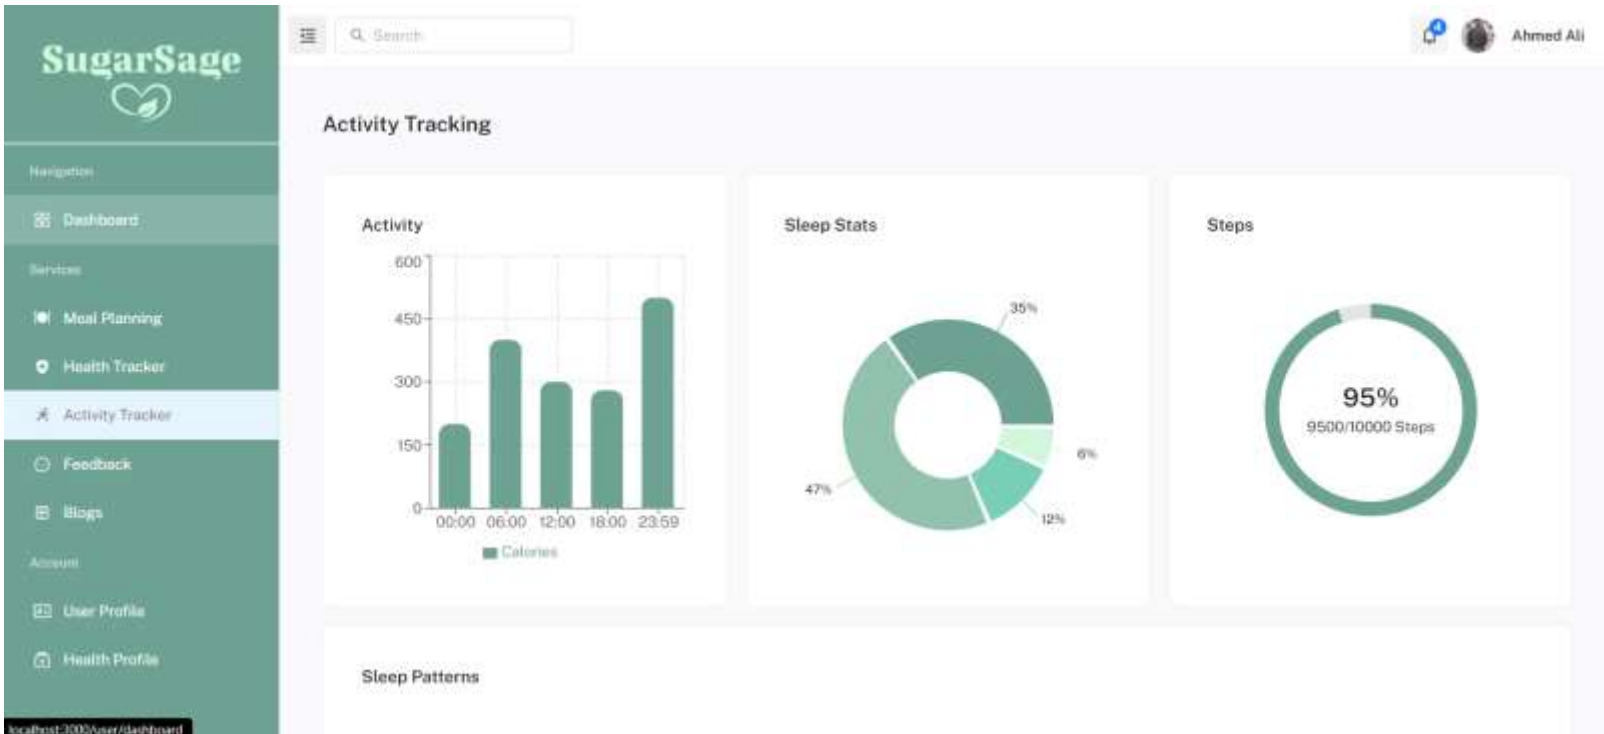 SugarSage
Navigation
Dashboard
Services
Meal Planning
Health Tracker
Activity Tracker
Feedback
Blogs
Account
User Profile
Health Profile
localhost:3000/user/dashboard
Search
4
Ahmed Ali
Activity Tracking
Activity
600
450
300
150
0
00:00 06:00 12:00 18:00 23:59
Calories
Sleep Stats
35%
6%
47%
12%
Steps
95%
9500/10000 Steps
Sleep Patterns